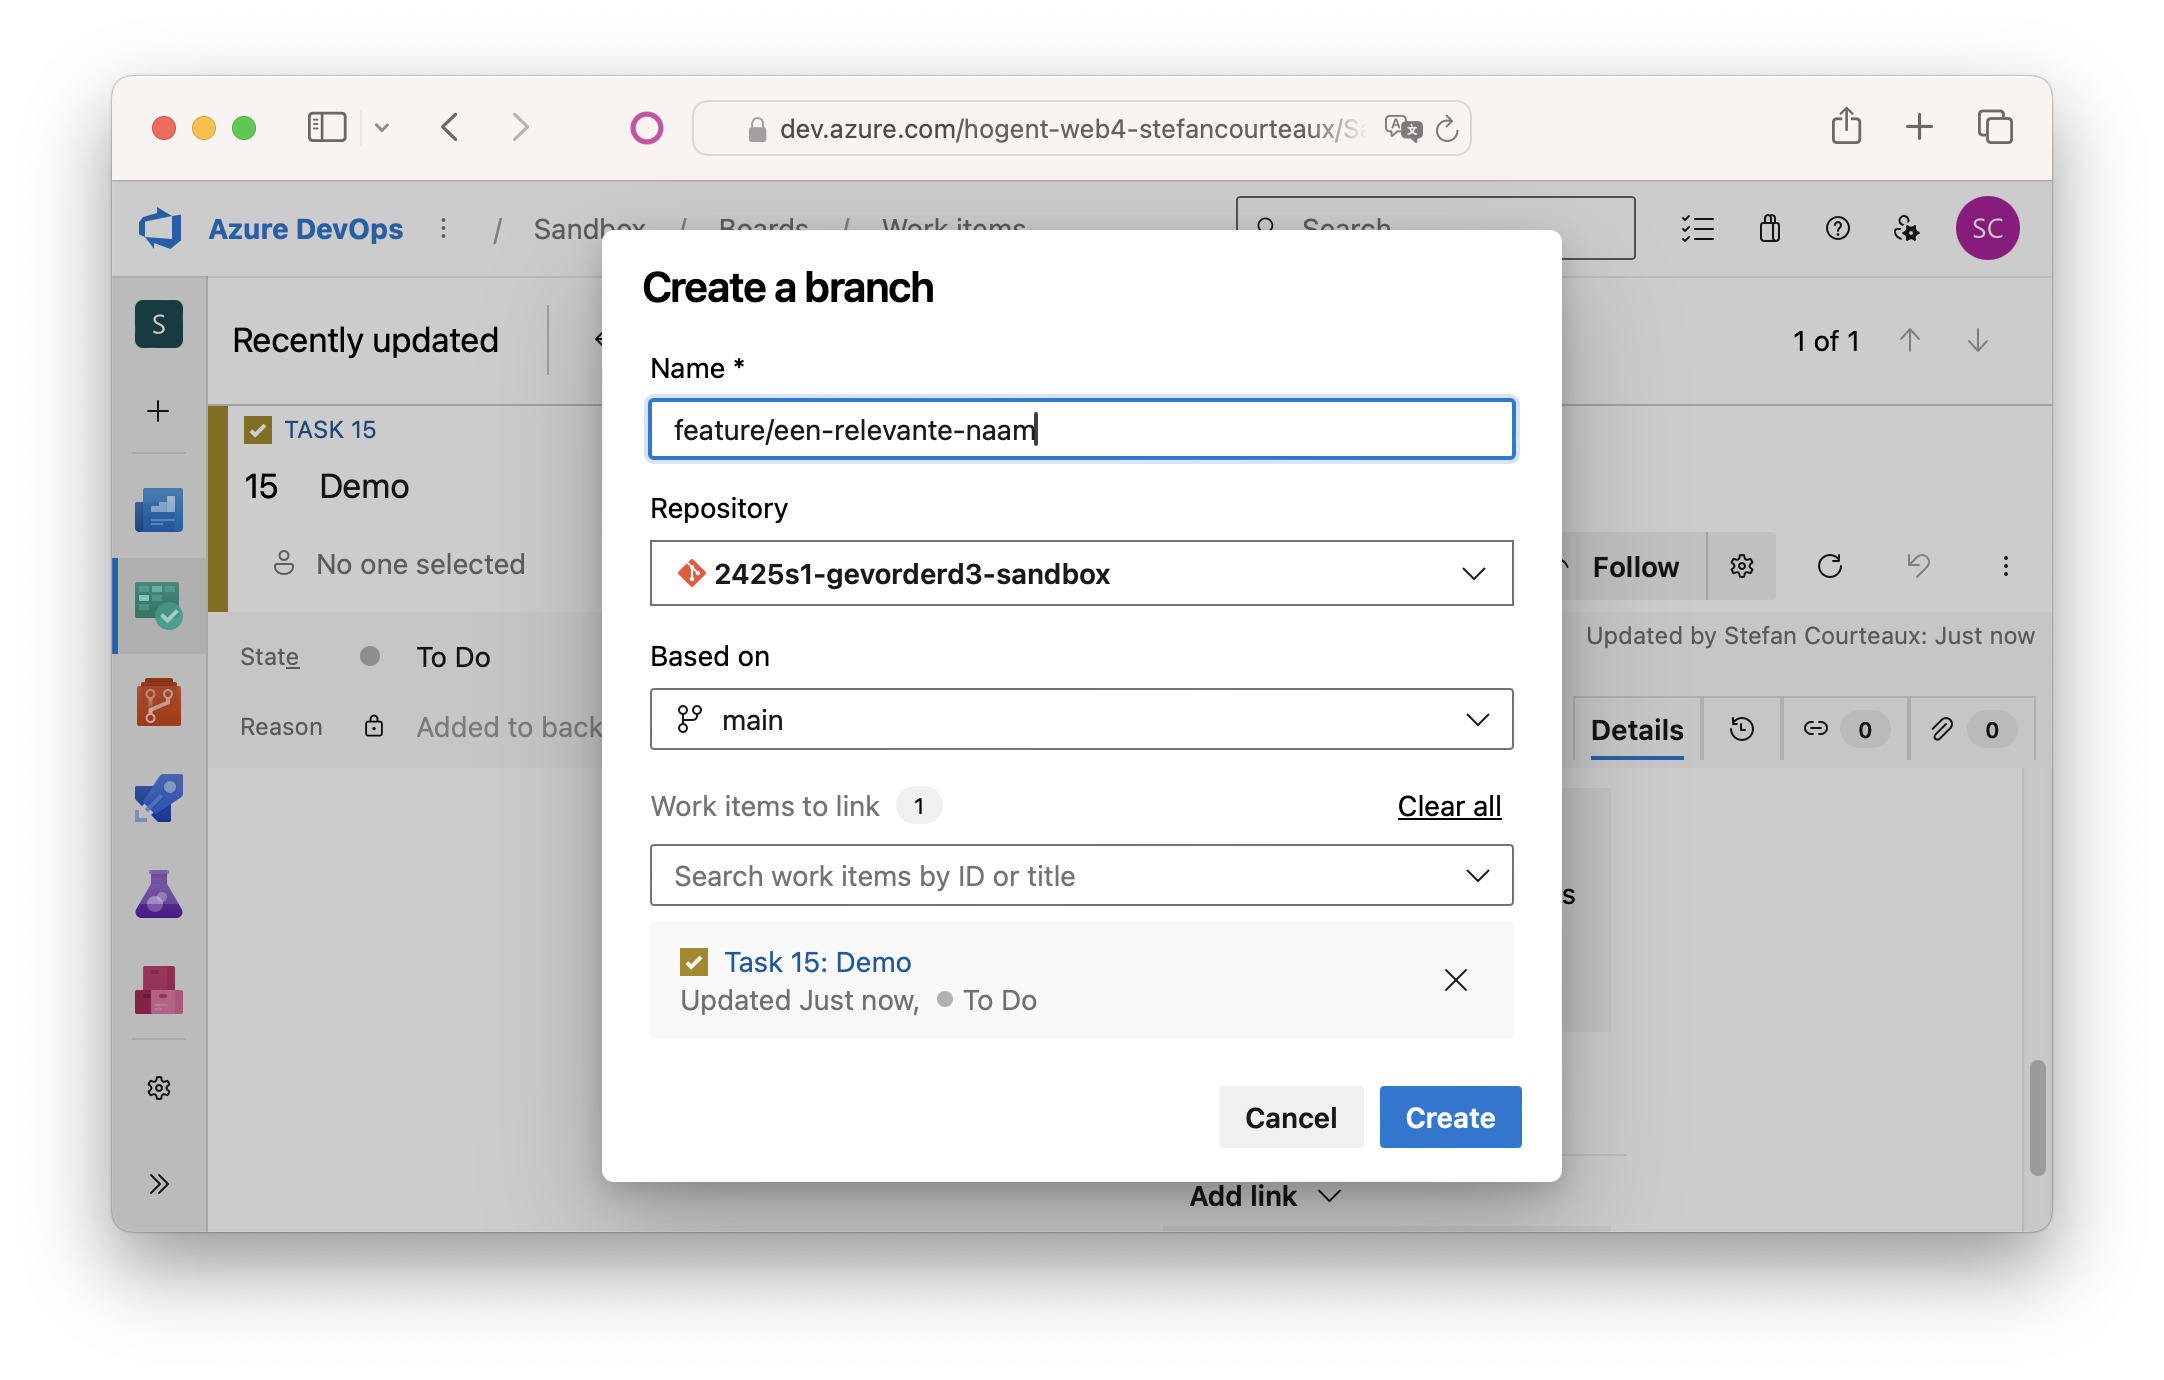 dev.azure.com/hogent-web4-stefancourteaux/Sa
Azure DevOps / Sandbox / Boards / Work items
Search
SC
S
Recently updated
1 of 1
TASK 15
15 Demo
No one selected
Follow
Updated by Stefan Courteaux: Just now
State To Do
Reason Added to back
Details 0 0
Create a branch
Name *
feature/een-relevante-naam
Repository
2425s1-gevorderd3-sandbox
Based on
main
Work items to link 1 Clear all
Search work items by ID or title
Task 15: Demo
Updated Just now, To Do
Cancel Create
s
Add link